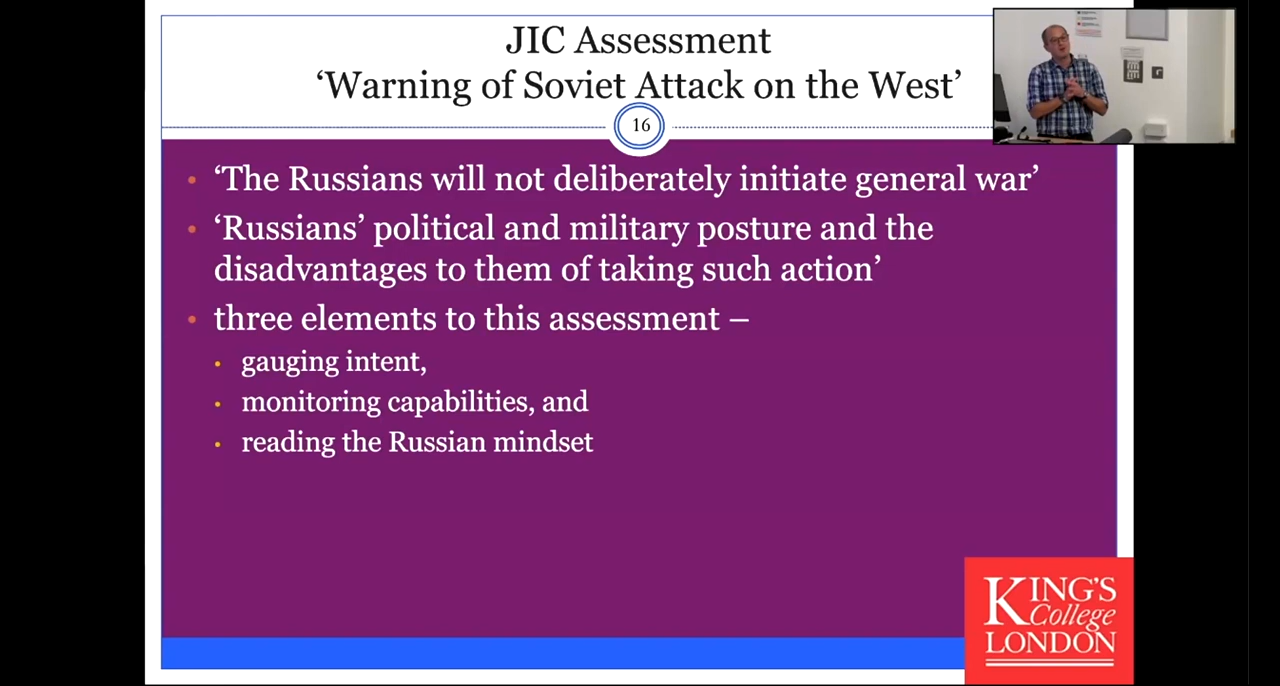 JIC Assessment
‘Warning of Soviet Attack on the West’
16
• ‘The Russians will not deliberately initiate general war’
• ‘Russians’ political and military posture and the
disadvantages to them of taking such action’
• three elements to this assessment –
• gauging intent,
• monitoring capabilities, and
• reading the Russian mindset
KING'S
College
LONDON